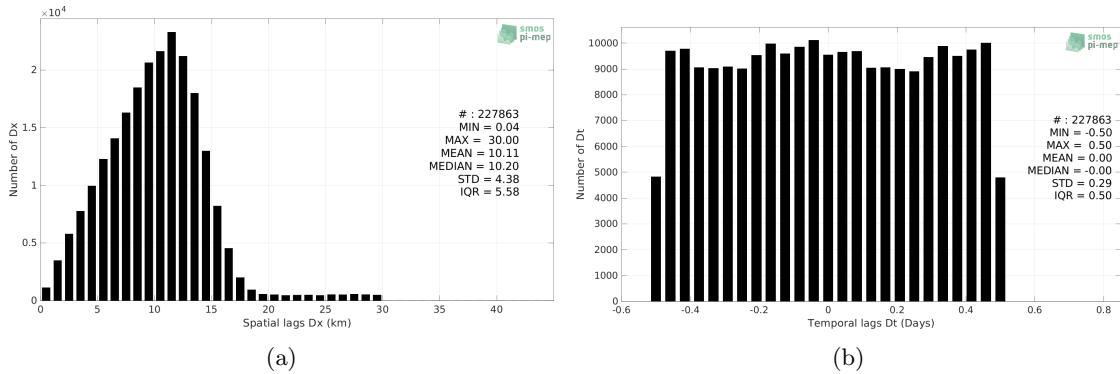 ×10⁴
2
1.5
1
0.5
0
Number of Dx
smos
pi-mep
# : 227863
MIN = 0.04
MAX = 30.00
MEAN = 10.11
MEDIAN = 10.20
STD = 4.38
IQR = 5.58
0 5 10 15 20 25 30 35 40
Spatial lags Dx (km)
(a)
10000
9000
8000
7000
6000
5000
4000
3000
2000
1000
0
Number of Dt
smos
pi-mep
# : 227863
MIN = -0.50
MAX = 0.50
MEAN = 0.00
MEDIAN = -0.00
STD = 0.29
IQR = 0.50
-0.6 -0.4 -0.2 0 0.2 0.4 0.6 0.8
Temporal lags Dt (Days)
(b)